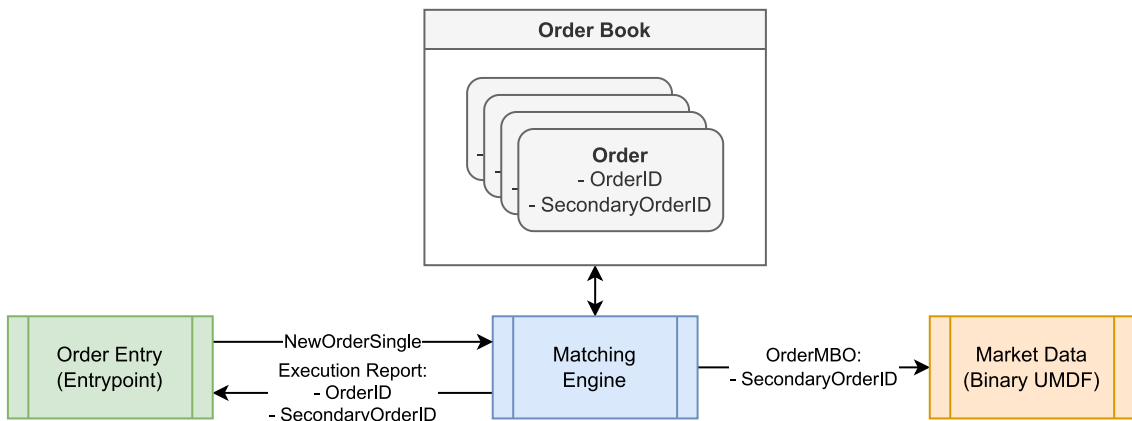 Order Book
Order
- OrderID
- SecondaryOrderID
Order Entry
(Entrypoint)
NewOrderSingle
Execution Report:
- OrderID
- SecondaryOrderID
Matching
Engine
OrderMBO:
- SecondaryOrderID
Market Data
(Binary UMDF)